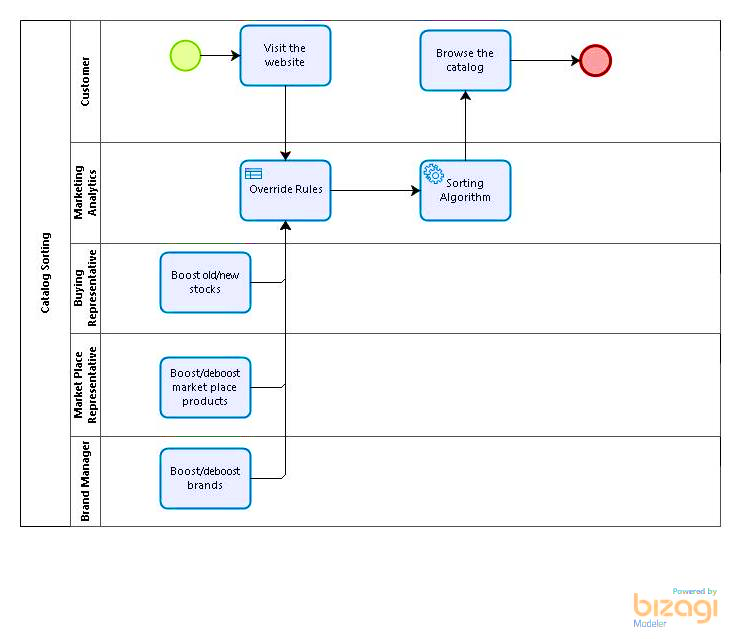 Catalog Sorting
Customer
Visit the
website
Browse the
catalog
Marketing
Analytics
Override Rules
Sorting
Algorithm
Buying
Representative
Boost old/new
stocks
Market Place
Representative
Boost/deboost
market place
products
Brand Manager
Boost/deboost
brands
Powered by
bizagi
Modeler